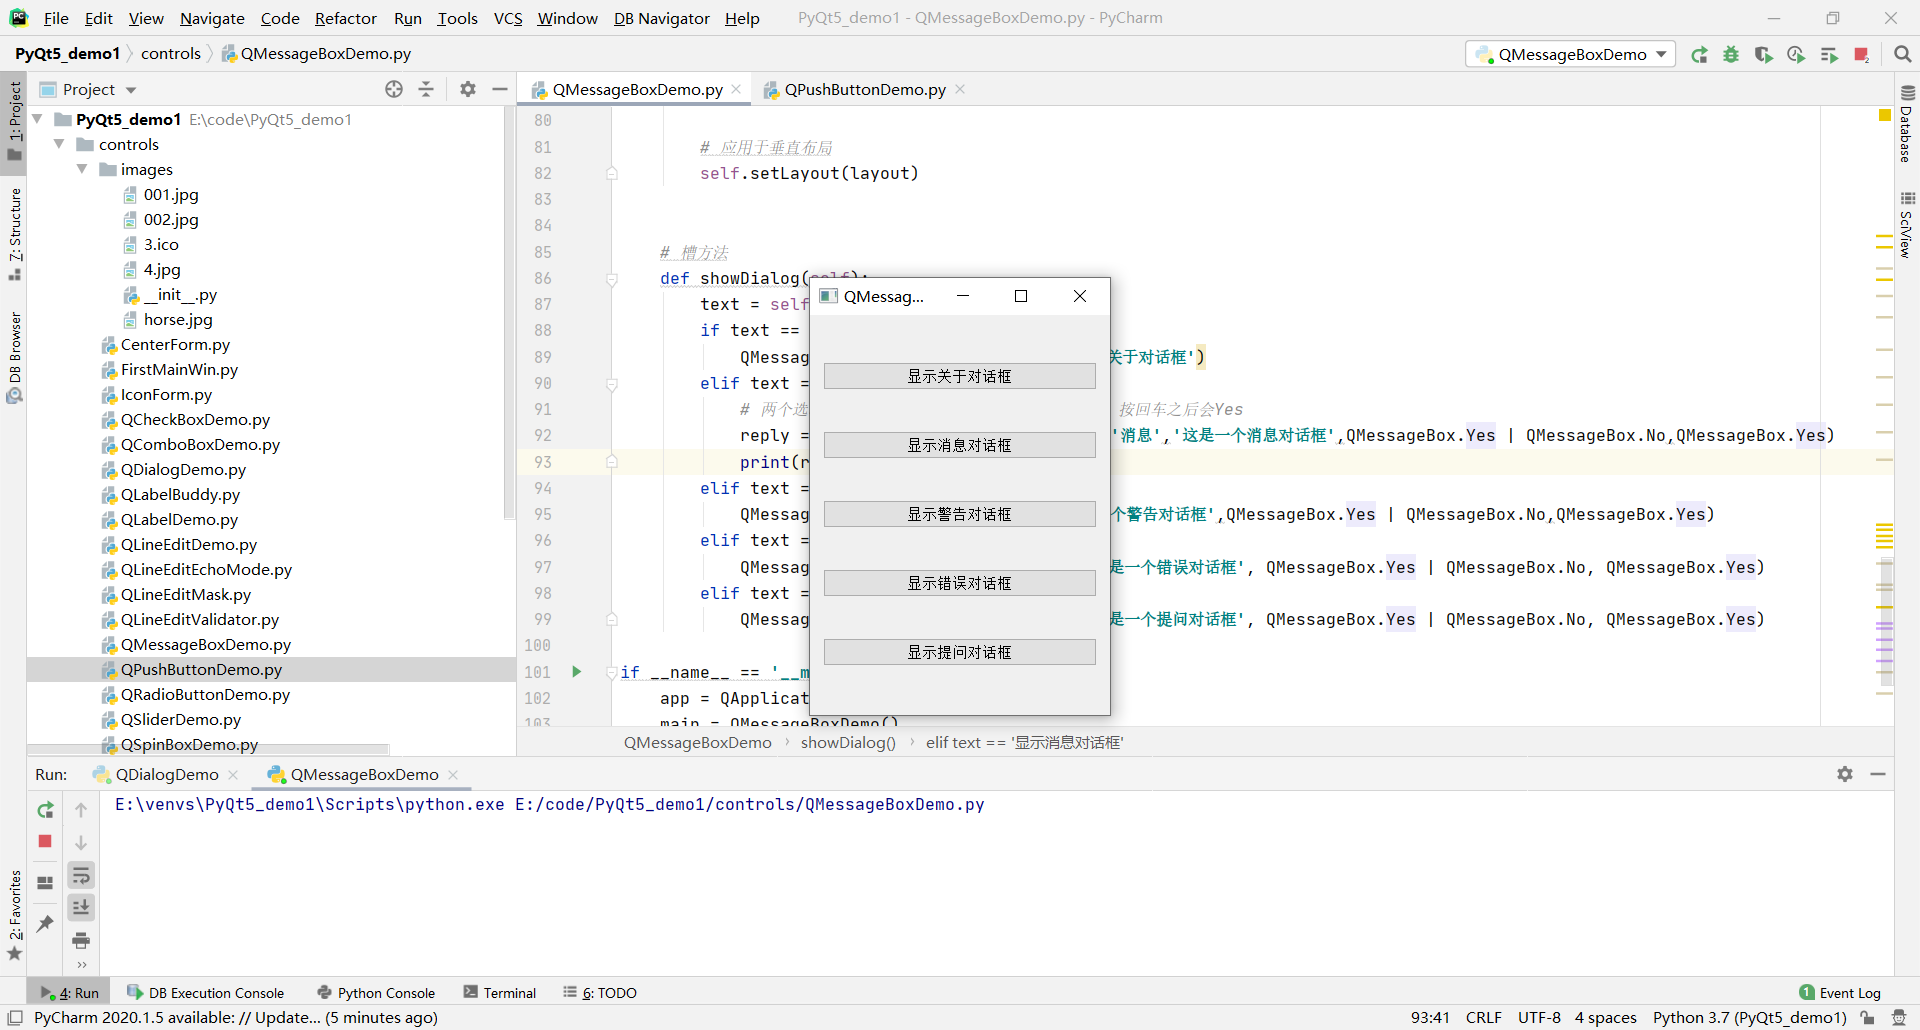 File Edit View Navigate Code Refactor Run Tools VCS Window DB Navigator Help PyQt5_demo1 - QMessageBoxDemo.py - PyCharm
PyQt5_demo1 controls QMessageBoxDemo.py QMessageBoxDemo
Project
QMessageBoxDemo.py QPushButtonDemo.py
1: Project
7: Structure
DB Browser
2: Favorites
PyQt5_demo1 E:\code\PyQt5_demo1
controls
images
001.jpg
002.jpg
3.ico
4.jpg
__init__.py
horse.jpg
CenterForm.py
FirstMainWin.py
IconForm.py
QCheckBoxDemo.py
QComboBoxDemo.py
QDialogDemo.py
QLabelBuddy.py
QLabelDemo.py
QLineEditDemo.py
QLineEditEchoMode.py
QLineEditMask.py
QLineEditValidator.py
QMessageBoxDemo.py
QPushButtonDemo.py
QRadioButtonDemo.py
QSliderDemo.py
QSpinBoxDemo.py
80
81 # 应用于垂直布局
82 self.setLayout(layout)
83
84
85 # 槽方法
86 def showDialog(self):
87 text = self
88 if text ==
89 QMessag 关于对话框')
90 elif text =
91 # 两个选 按回车之后会Yes
92 reply = '消息','这是一个消息对话框',QMessageBox.Yes | QMessageBox.No,QMessageBox.Yes)
93 print(r
94 elif text =
95 QMessag 个警告对话框',QMessageBox.Yes | QMessageBox.No,QMessageBox.Yes)
96 elif text =
97 QMessag 是一个错误对话框', QMessageBox.Yes | QMessageBox.No, QMessageBox.Yes)
98 elif text =
99 QMessag 是一个提问对话框', QMessageBox.Yes | QMessageBox.No, QMessageBox.Yes)
100
101 if __name__ == '__m
102 app = QApplicat
103 main = QMessageBoxDemo()
QMessag...
显示关于对话框
显示消息对话框
显示警告对话框
显示错误对话框
显示提问对话框
QMessageBoxDemo showDialog() elif text == '显示消息对话框'
Database
SciView
Run: QDialogDemo QMessageBoxDemo
E:\venvs\PyQt5_demo1\Scripts\python.exe E:/code/PyQt5_demo1/controls/QMessageBoxDemo.py
4: Run DB Execution Console Python Console Terminal 6: TODO 1 Event Log
PyCharm 2020.1.5 available: // Update... (5 minutes ago) 93:41 CRLF UTF-8 4 spaces Python 3.7 (PyQt5_demo1)